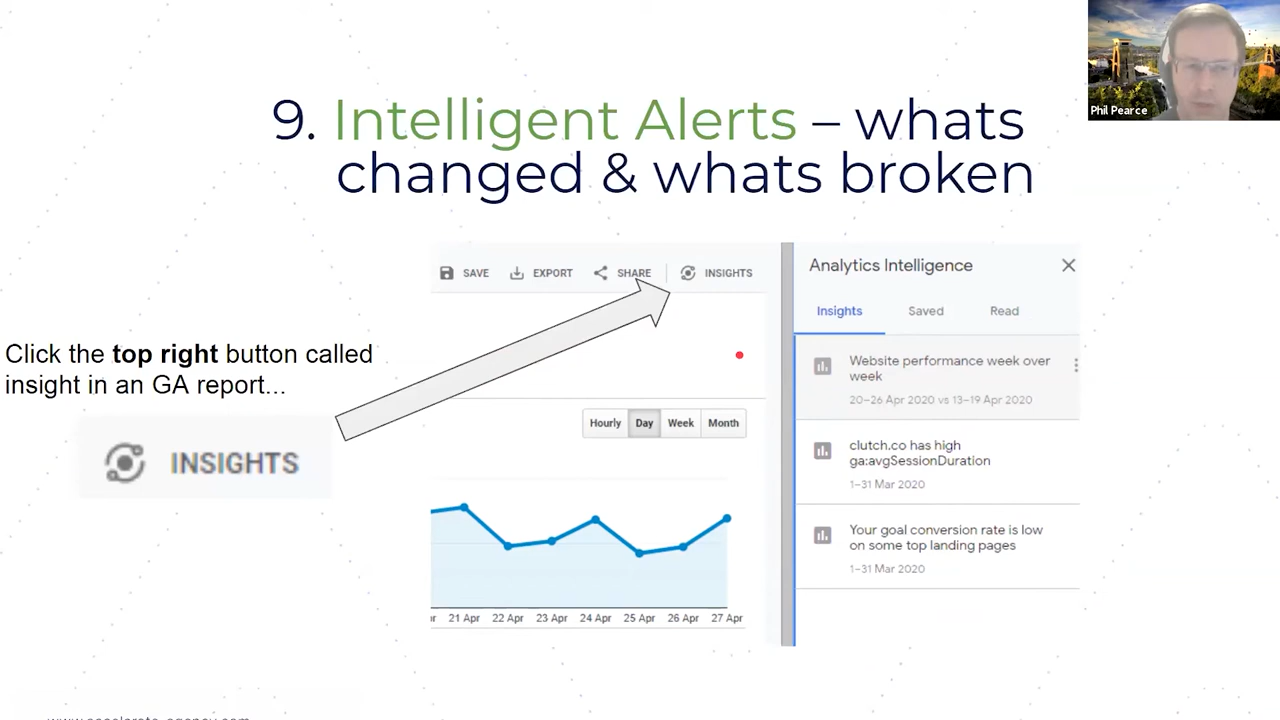 Phil Pearce
9. Intelligent Alerts – whats
changed & whats broken
Click the top right button called
insight in an GA report...
INSIGHTS
SAVE EXPORT SHARE INSIGHTS
Hourly Day Week Month
21 Apr 22 Apr 23 Apr 24 Apr 25 Apr 26 Apr 27 Apr
Analytics Intelligence
Insights Saved Read
Website performance week over
week
20–26 Apr 2020 vs 13–19 Apr 2020
clutch.co has high
ga:avgSessionDuration
1–31 Mar 2020
Your goal conversion rate is low
on some top landing pages
1–31 Mar 2020